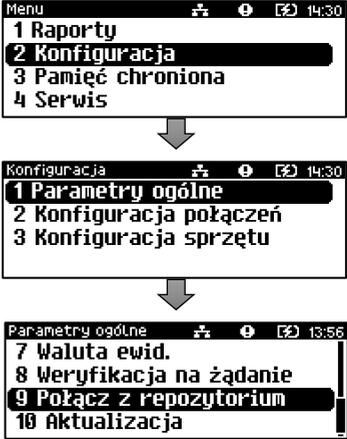 Menu 14:30
1 Raporty
2 Konfiguracja
3 Pamięć chroniona
4 Serwis
Konfiguracja 14:30
1 Parametry ogólne
2 Konfiguracja połączeń
3 Konfiguracja sprzętu
Parametry ogólne 13:56
7 Waluta ewid.
8 Weryfikacja na żądanie
9 Połącz z repozytorium
10 Aktualizacja